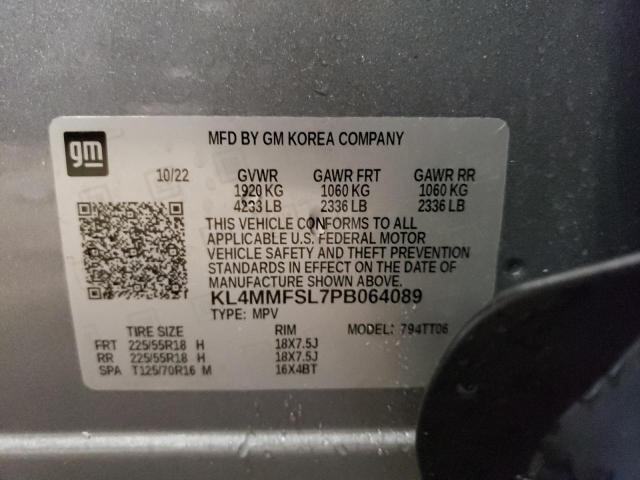 gm
MFD BY GM KOREA COMPANY
10/22 GVWR GAWR FRT GAWR RR
1920 KG 1060 KG 1060 KG
4233 LB 2336 LB 2336 LB
THIS VEHICLE CONFORMS TO ALL
APPLICABLE U.S. FEDERAL MOTOR
VEHICLE SAFETY AND THEFT PREVENTION
STANDARDS IN EFFECT ON THE DATE OF
MANUFACTURE SHOWN ABOVE.
KL4MMFSL7PB064089
TYPE: MPV MODEL: 794TT06
TIRE SIZE RIM
FRT 225/55R18 H 18X7.5J
RR 225/55R18 H 18X7.5J
SPA T125/70R16 M 16X4BT